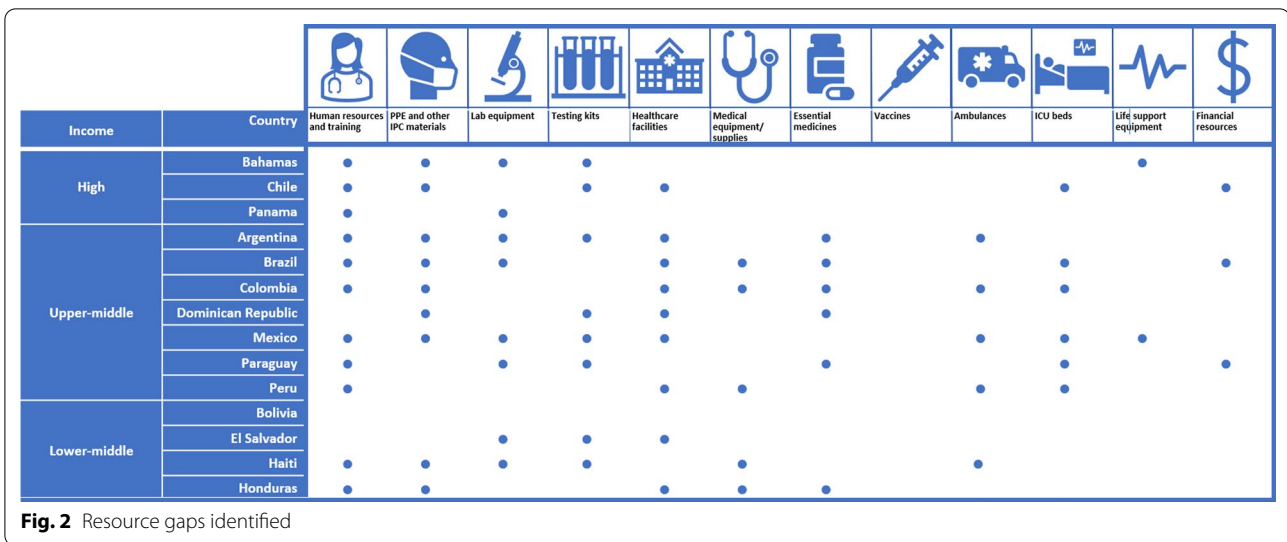 Income
Country
Human resources and training
PPE and other IPC materials
Lab equipment
Testing kits
Healthcare facilities
Medical equipment/ supplies
Essential medicines
Vaccines
Ambulances
ICU beds
Life support equipment
Financial resources
High
Bahamas
Chile
Panama
Upper-middle
Argentina
Brazil
Colombia
Dominican Republic
Mexico
Paraguay
Peru
Lower-middle
Bolivia
El Salvador
Haiti
Honduras
Fig. 2 Resource gaps identified